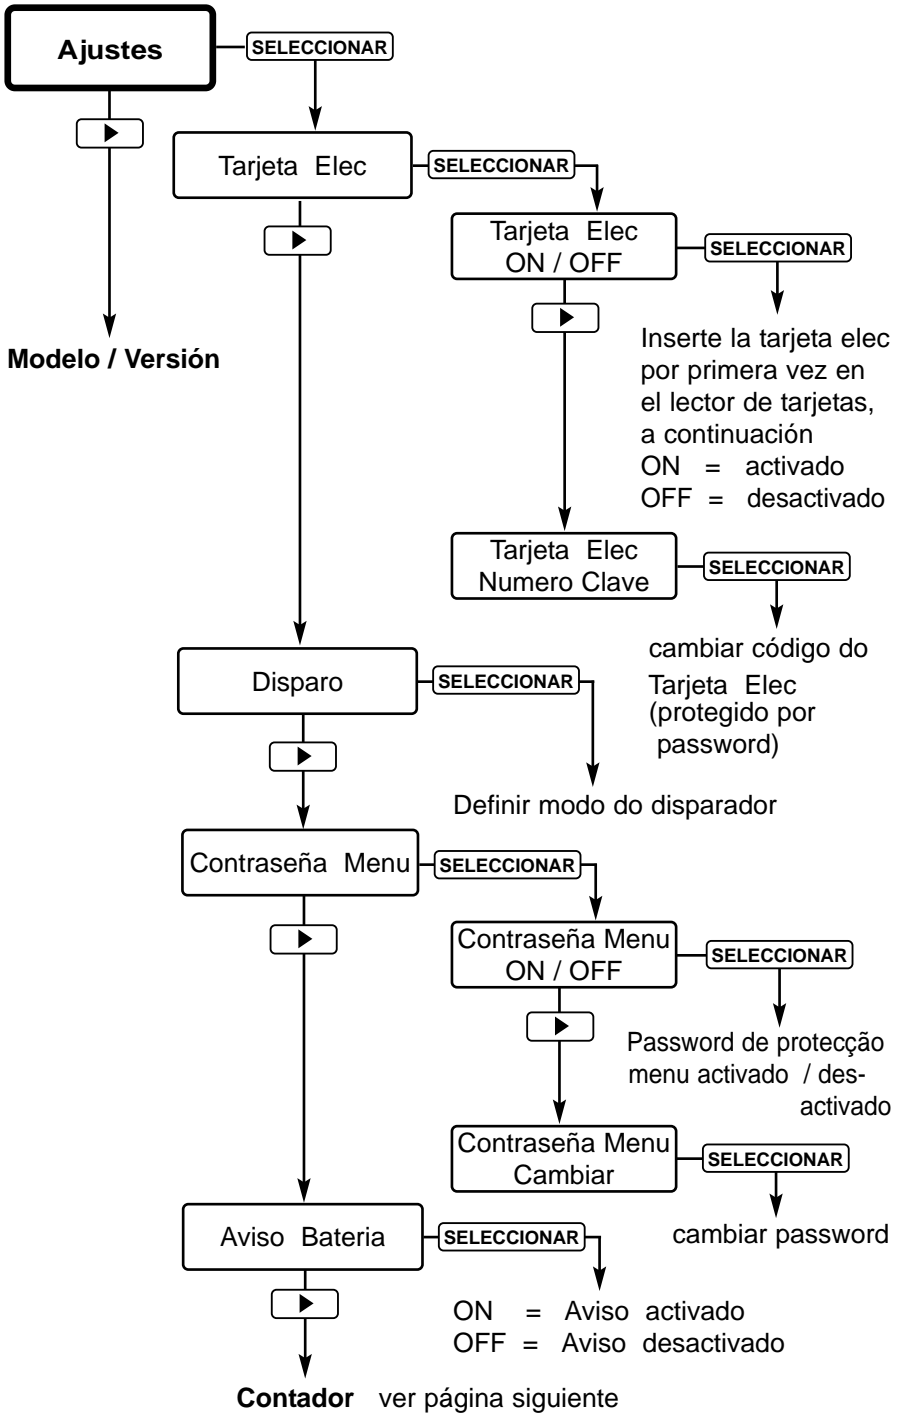 Ajustes
SELECCIONAR
Tarjeta Elec
SELECCIONAR
Tarjeta Elec
ON / OFF
SELECCIONAR
Modelo / Versión
Inserte la tarjeta elec
por primera vez en
el lector de tarjetas,
a continuación
ON = activado
OFF = desactivado
Tarjeta Elec
Numero Clave
SELECCIONAR
cambiar código do
Tarjeta Elec
(protegido por
password)
Disparo
SELECCIONAR
Definir modo do disparador
Contraseña Menu
SELECCIONAR
Contraseña Menu
ON / OFF
SELECCIONAR
Password de protecção
menu activado / des-
activado
Contraseña Menu
Cambiar
SELECCIONAR
cambiar password
Aviso Bateria
SELECCIONAR
ON = Aviso activado
OFF = Aviso desactivado
Contador ver página siguiente